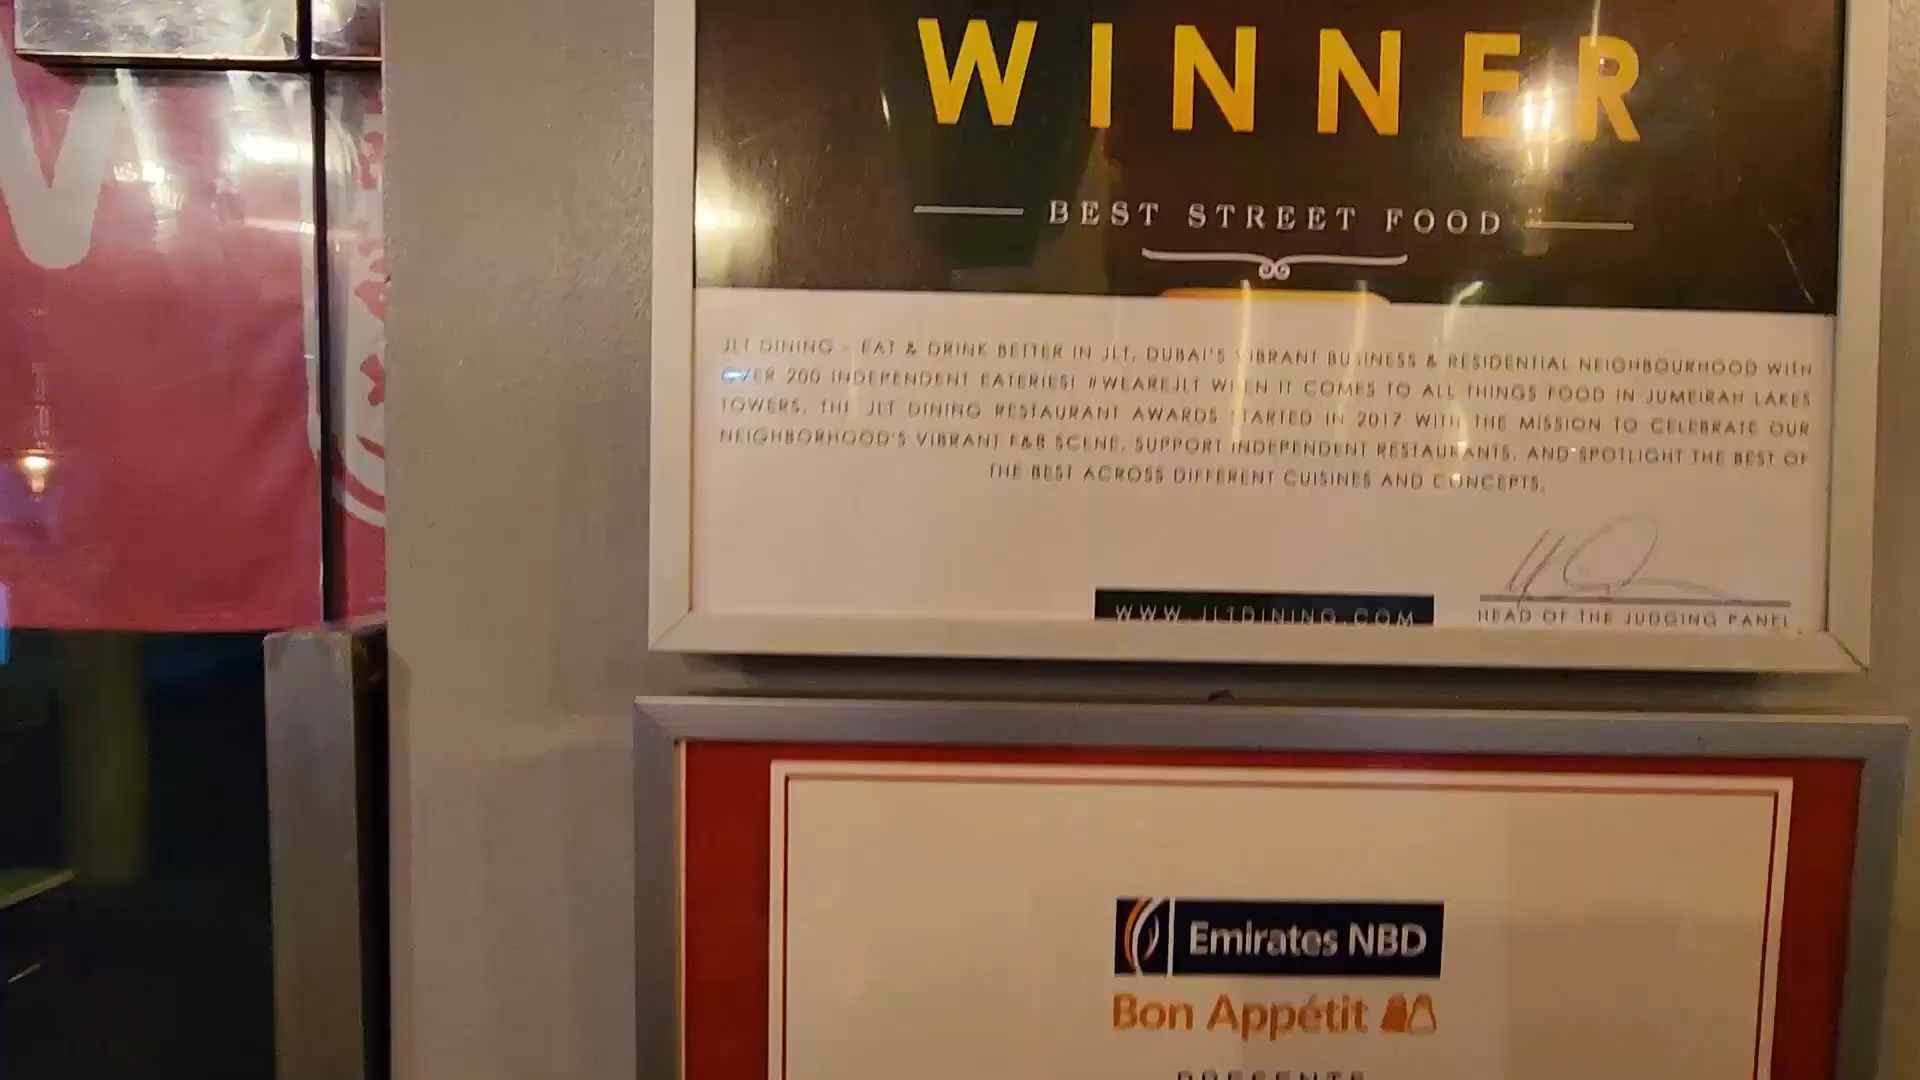 WINNER
BEST STREET FOOD
JLT DINING - EAT & DRINK BETTER IN JLT, DUBAI'S VIBRANT BUSINESS & RESIDENTIAL NEIGHBOURHOOD WITH
OVER 200 INDEPENDENT EATERIES! #WEAREJLT WHEN IT COMES TO ALL THINGS FOOD IN JUMEIRAH LAKES
TOWERS. THE JLT DINING RESTAURANT AWARDS STARTED IN 2017 WITH THE MISSION TO CELEBRATE OUR
NEIGHBORHOOD'S VIBRANT F&B SCENE, SUPPORT INDEPENDENT RESTAURANTS, AND SPOTLIGHT THE BEST OF
THE BEST ACROSS DIFFERENT CUISINES AND CONCEPTS.
WWW.JLTDINING.COM
HEAD OF THE JUDGING PANEL
Emirates NBD
Bon Appétit
PRESENTS